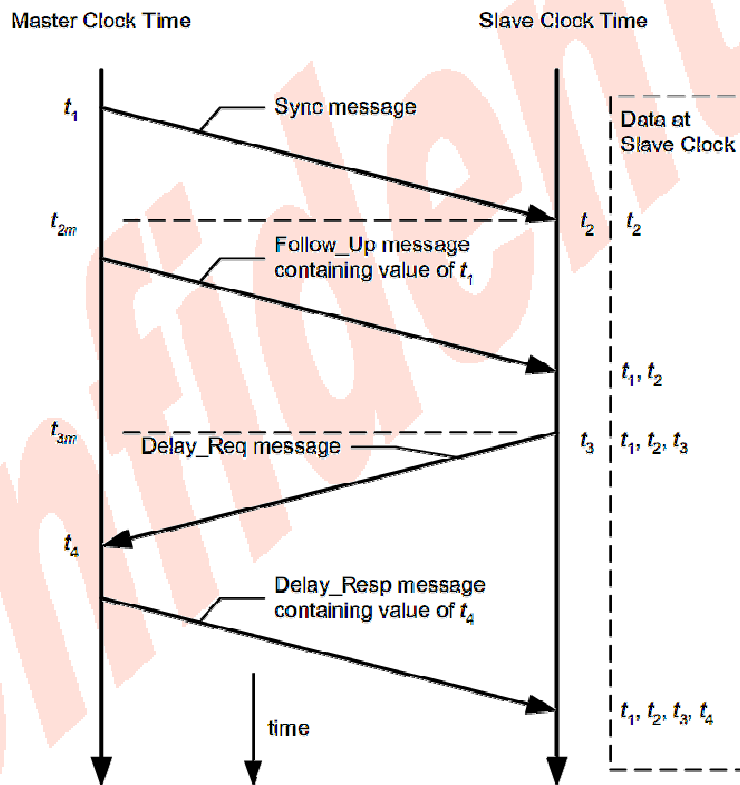 Master Clock Time
Slave Clock Time
t1
Sync message
Data at
Slave Clock
t2m
t2
t2
Follow_Up message
containing value of t1
t1, t2
t3m
Delay_Req message
t3
t1, t2, t3
t4
Delay_Resp message
containing value of t4
t1, t2, t3, t4
time
nfident